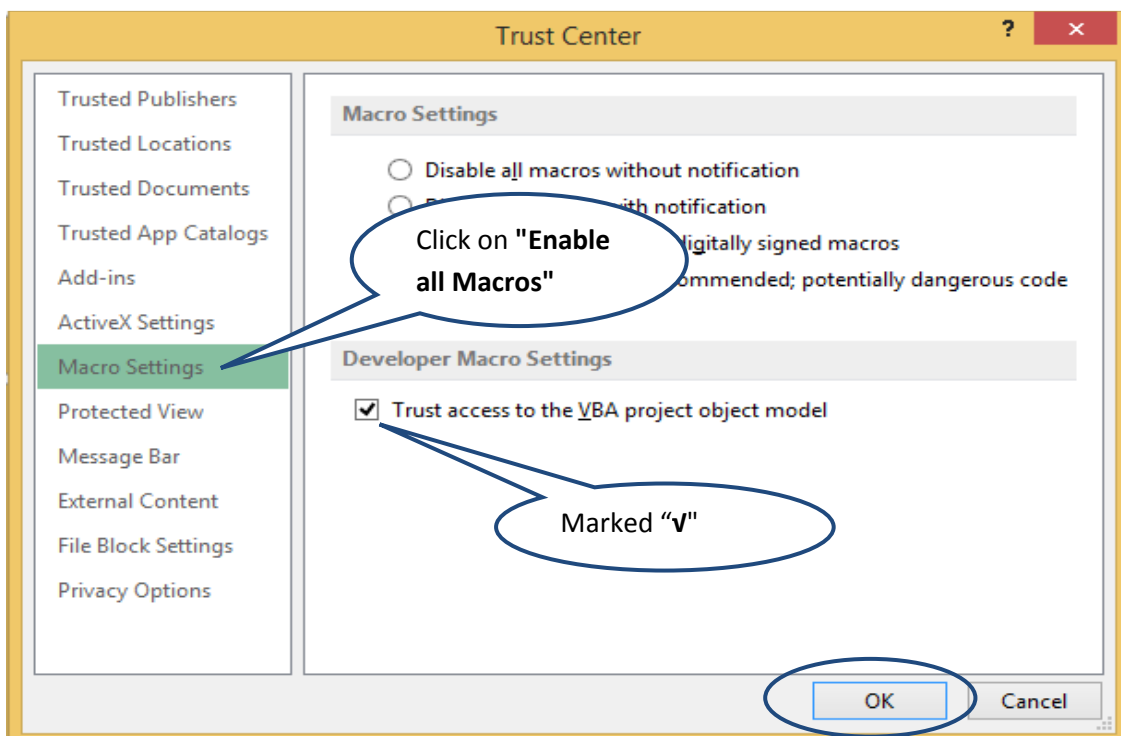 Trust Center
?
×
Trusted Publishers
Trusted Locations
Trusted Documents
Trusted App Catalogs
Add-ins
ActiveX Settings
Macro Settings
Protected View
Message Bar
External Content
File Block Settings
Privacy Options
Macro Settings
Disable all macros without notification
with notification
digitally signed macros
potentially dangerous code
Click on "Enable
all Macros"
Developer Macro Settings
✓ Trust access to the VBA project object model
Marked “√"
OK
Cancel